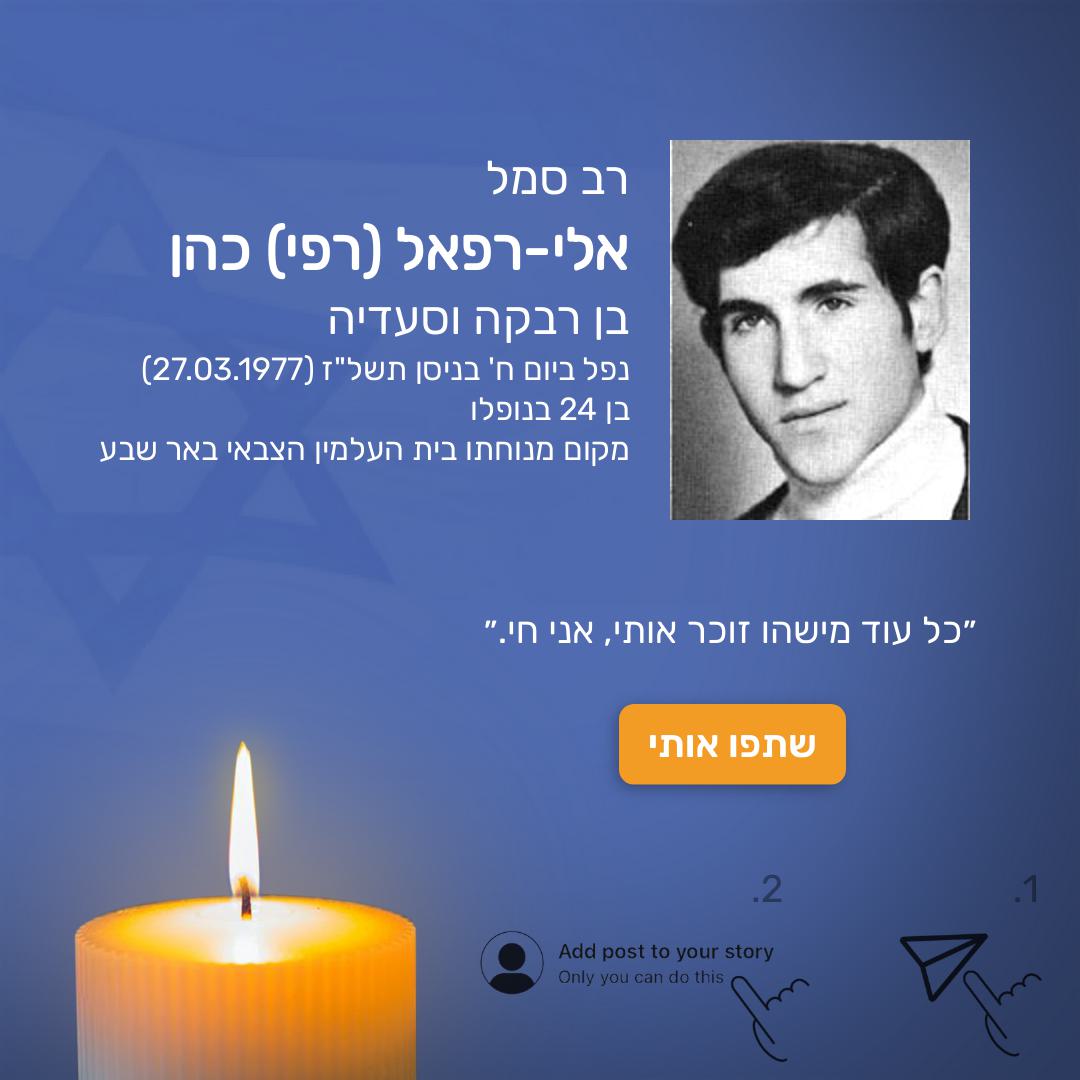 רב סמל
אלי-רפאל (רפי) כהן
בן רבקה וסעדיה
נפל ביום ח' בניסן תשל"ז (27.03.1977)
בן 24 בנופלו
מקום מנוחתו בית העלמין הצבאי באר שבע
״כל עוד מישהו זוכר אותי, אני חי.״
שתפו אותי
1.
2.
Add post to your story
Only you can do this